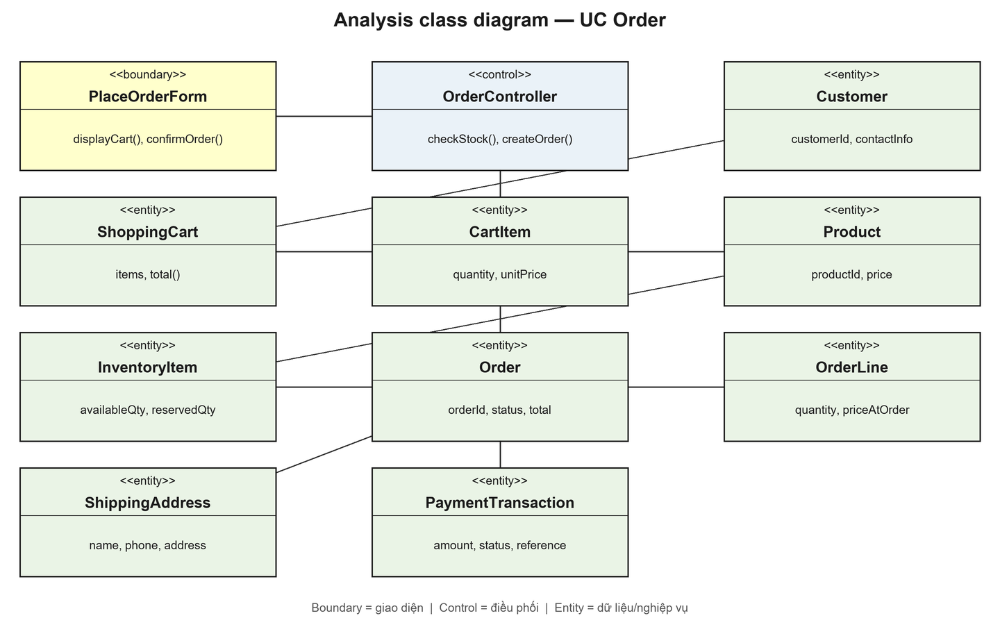 Analysis class diagram — UC Order
<<boundary>>
PlaceOrderForm
displayCart(), confirmOrder()
<<control>>
OrderController
checkStock(), createOrder()
<<entity>>
Customer
customerId, contactInfo
<<entity>>
ShoppingCart
items, total()
<<entity>>
CartItem
quantity, unitPrice
<<entity>>
Product
productId, price
<<entity>>
InventoryItem
availableQty, reservedQty
<<entity>>
Order
orderId, status, total
<<entity>>
OrderLine
quantity, priceAtOrder
<<entity>>
ShippingAddress
name, phone, address
<<entity>>
PaymentTransaction
amount, status, reference
Boundary = giao diện | Control = điều phối | Entity = dữ liệu/nghiệp vụ